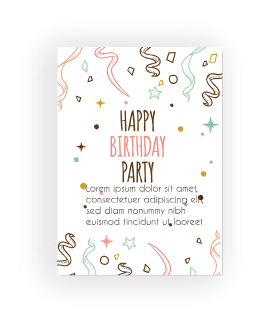 HAPPY
BIRTHDAY
PARTY
Lorem ipsum dolor sit amet,
consectetuer adipiscing elit,
sed diam nonummy nibh
euismod tincidunt ut laoreet